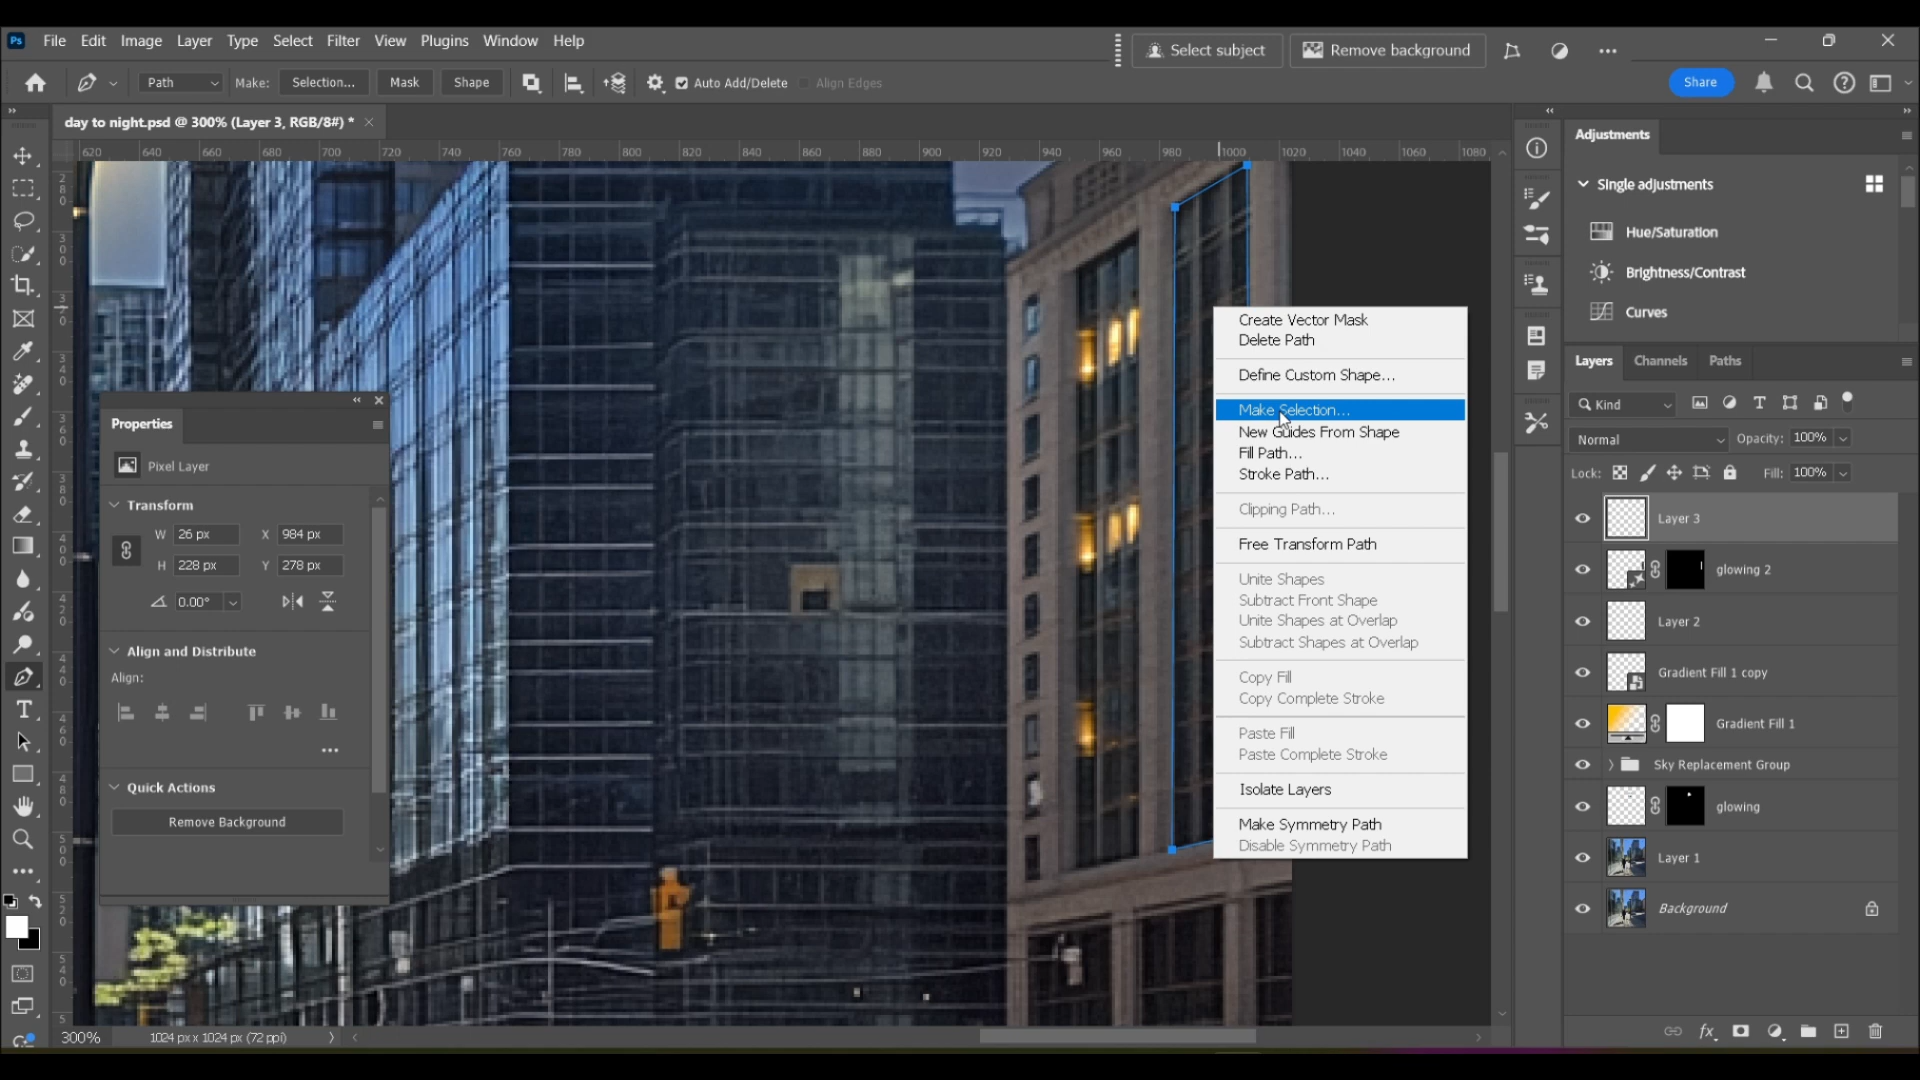 Ps File Edit Image Layer Type Select Filter View Plugins Window Help
Select subject Remove background
Path Make: Selection... Mask Shape Auto Add/Delete Align Edges Share
day to night.psd @ 300% (Layer 3, RGB/8#) *
620 640 660 680 700 720 740 760 780 800 820 840 860 880 900 920 940 960 980 1000 1020 1040 1060 1080
Properties
Pixel Layer
Transform
W 26 px X 984 px
H 228 px Y 278 px
0.00°
Align and Distribute
Align:
Quick Actions
Remove Background
Create Vector Mask
Delete Path
Define Custom Shape...
Make Selection...
New Guides From Shape
Fill Path...
Stroke Path...
Clipping Path...
Free Transform Path
Unite Shapes
Subtract Front Shape
Unite Shapes at Overlap
Subtract Shapes at Overlap
Copy Fill
Copy Complete Stroke
Paste Fill
Paste Complete Stroke
Isolate Layers
Make Symmetry Path
Disable Symmetry Path
Adjustments
Single adjustments
Hue/Saturation
Brightness/Contrast
Curves
Layers Channels Paths
Kind
Normal Opacity: 100%
Lock: Fill: 100%
Layer 3
glowing 2
Layer 2
Gradient Fill 1 copy
Gradient Fill 1
Sky Replacement Group
glowing
Layer 1
Background
fx
300% 1024 px x 1024 px (72 ppi)